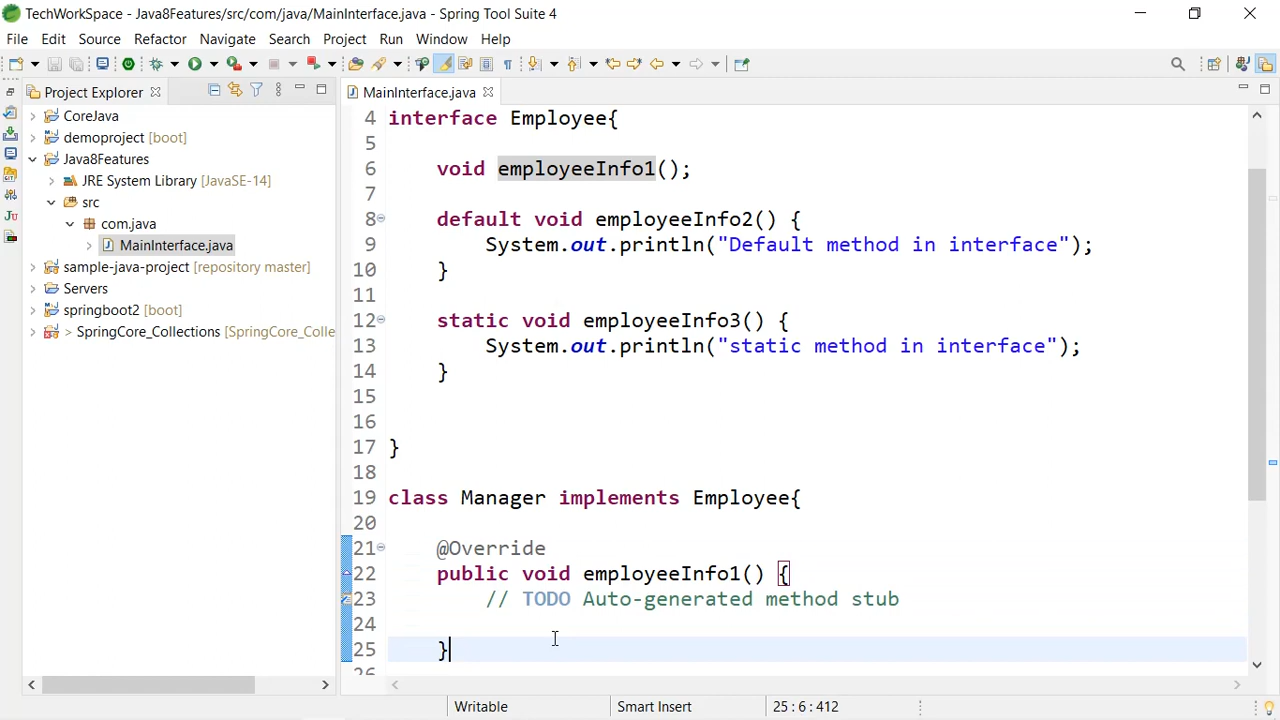 TechWorkSpace - Java8Features/src/com/java/MainInterface.java - Spring Tool Suite 4
File Edit Source Refactor Navigate Search Project Run Window Help
Project Explorer
CoreJava
demoproject [boot]
Java8Features
JRE System Library [JavaSE-14]
src
com.java
MainInterface.java
sample-java-project [repository master]
Servers
springboot2 [boot]
> SpringCore_Collections [SpringCore_Colle
MainInterface.java
4 interface Employee{
5
6 void employeeInfo1();
7
8 default void employeeInfo2() {
9 System.out.println("Default method in interface");
10 }
11
12 static void employeeInfo3() {
13 System.out.println("static method in interface");
14 }
15
16
17 }
18
19 class Manager implements Employee{
20
21 @Override
22 public void employeeInfo1() {
23 // TODO Auto-generated method stub
24
25 }
Writable Smart Insert 25 : 6 : 412